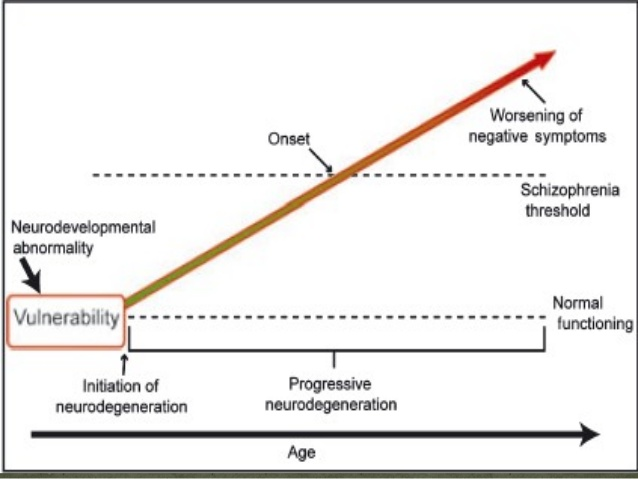 Worsening of
negative symptoms
Onset
Schizophrenia
threshold
Neurodevelopmental
abnormality
Vulnerability
Normal
functioning
Initiation of
neurodegeneration
Progressive
neurodegeneration
Age